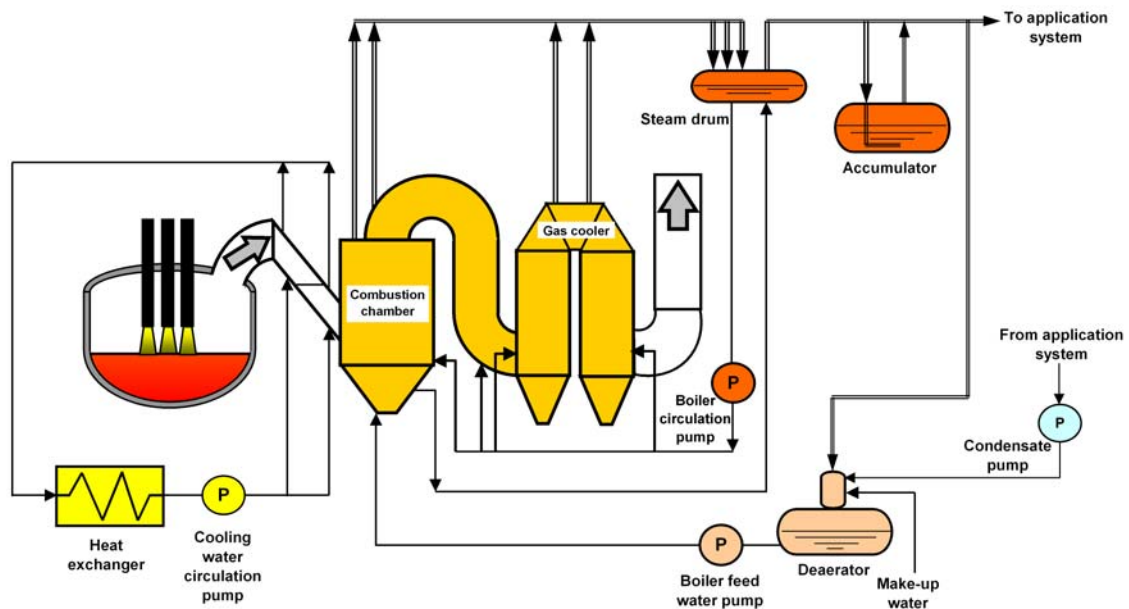 To application
system
Steam drum
Accumulator
Gas cooler
Combustion
chamber
From application
system
P
Boiler
circulation
pump
P
Condensate
pump
P
Heat
exchanger
Cooling
water
circulation
pump
P
Boiler feed
water pump
Deaerator
Make-up
water